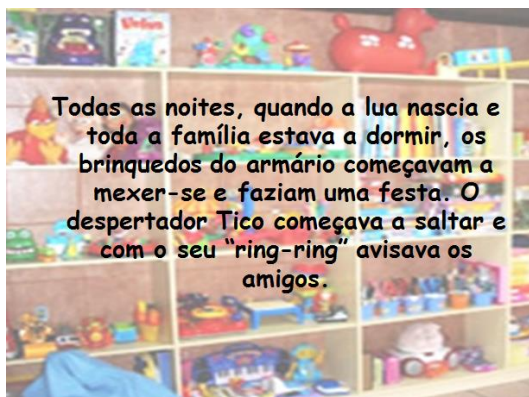 Todas as noites, quando a lua nascia e
toda a família estava a dormir, os
brinquedos do armário começavam a
mexer-se e faziam uma festa. O
despertador Tico começava a saltar e
com o seu “ring-ring” avisava os
amigos.